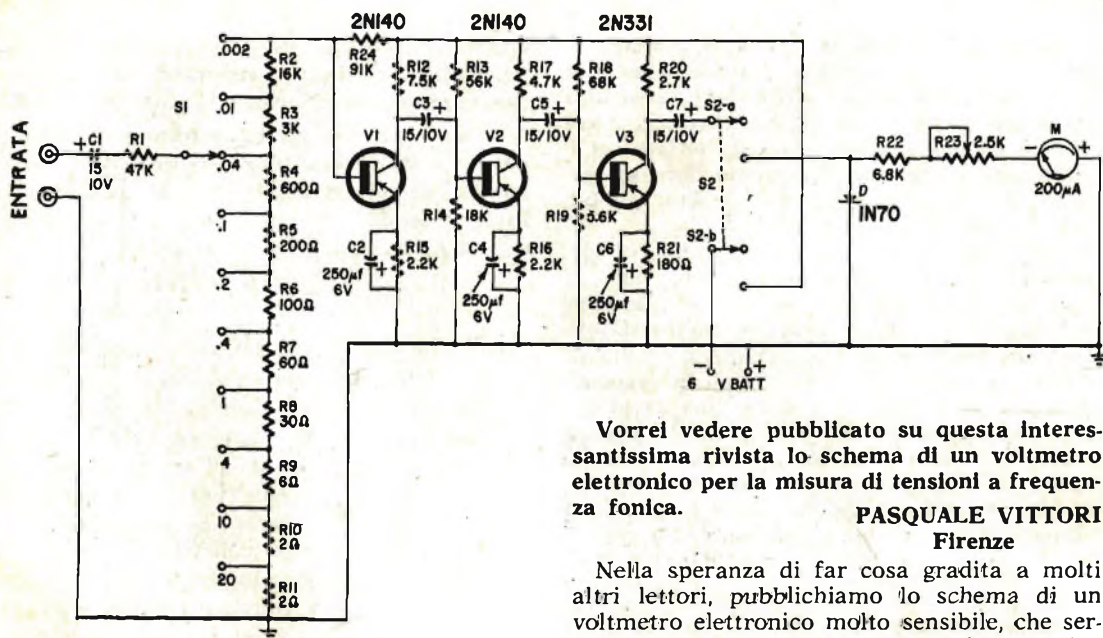 2N140
2N140
2N331
.002
R2
16K
.01
S1
R3
3K
.04
R4
600Ω
.1
R5
200Ω
.2
R6
100Ω
.4
R7
60Ω
1
R8
30Ω
4
R9
6Ω
10
R10
2Ω
20
R11
2Ω
ENTRATA
+
C1
15
10V
R1
47K
R24
91K
R12
7.5K
R13
56K
C3 +
15/10V
V1
R14
18K
C2
+
250µf
6V
R15
2.2K
R17
4.7K
R18
68K
C5 +
15/10V
V2
R19
5.6K
C4
+
250µf
6V
R16
2.2K
R20
2.7K
C7 +
15/10V
V3
C6
+
250µf
6V
R21
180Ω
S2-a
S2
S2-b
- +
6 V BATT
D
1N70
R22
6.8K
R23
2.5K
M
- +
200µA
Vorrei vedere pubblicato su questa interes-
santissima rivista lo schema di un voltmetro
elettronico per la misura di tensioni a frequen-
za fonica.
PASQUALE VITTORI
Firenze
Nella speranza di far cosa gradita a molti
altri lettori, pubblichiamo lo schema di un
voltmetro elettronico molto sensibile, che ser-